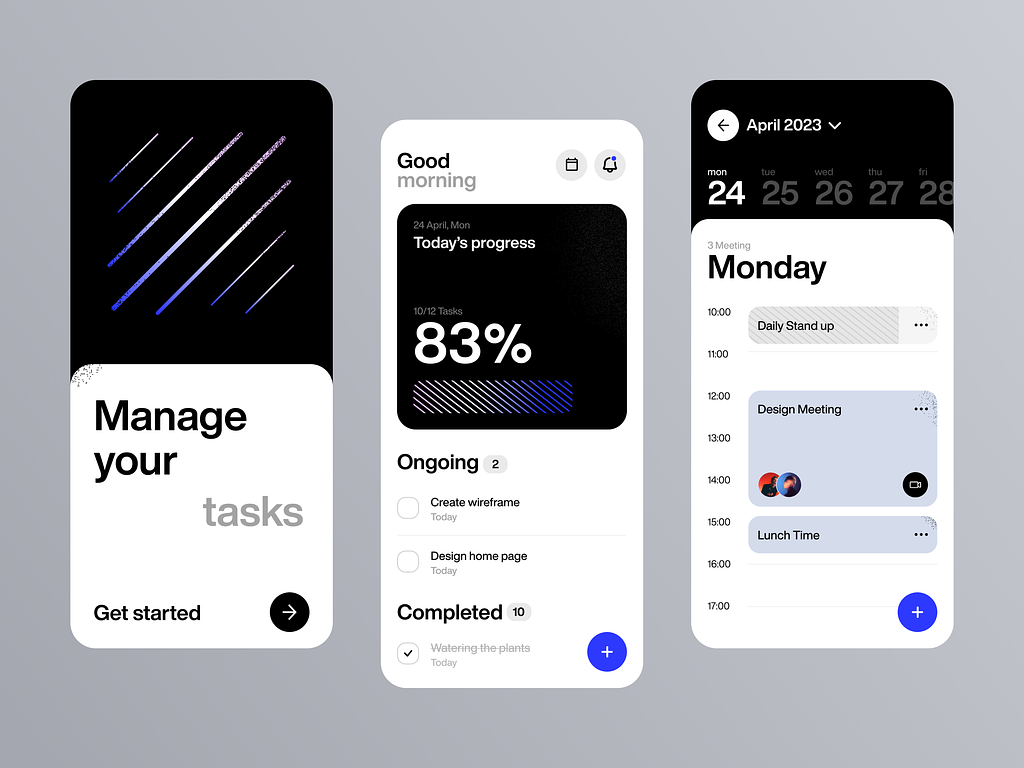 Manage
your
tasks
Get started
Good
morning
24 April, Mon
Today’s progress
10/12 Tasks
83%
Ongoing 2
Create wireframe
Today
Design home page
Today
Completed 10
Watering the plants
Today
April 2023
mon tue wed thu fri
24 25 26 27 28
3 Meeting
Monday
10:00
Daily Stand up
11:00
12:00
Design Meeting
13:00
14:00
15:00
Lunch Time
16:00
17:00